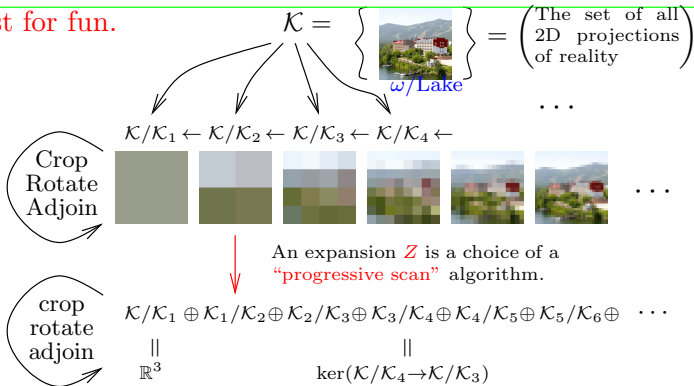 st for fun.
𝒦 = { } = (The set of all
2D projections
of reality)
ω/Lake
...
𝒦/𝒦₁ ← 𝒦/𝒦₂ ← 𝒦/𝒦₃ ← 𝒦/𝒦₄ ←
Crop
Rotate
Adjoin
...
An expansion Z is a choice of a
“progressive scan” algorithm.
crop
rotate
adjoin
𝒦/𝒦₁ ⊕ 𝒦₁/𝒦₂ ⊕ 𝒦₂/𝒦₃ ⊕ 𝒦₃/𝒦₄ ⊕ 𝒦₄/𝒦₅ ⊕ 𝒦₅/𝒦₆ ⊕ ...
|| ||
ℝ³ ker(𝒦/𝒦₄→𝒦/𝒦₃)